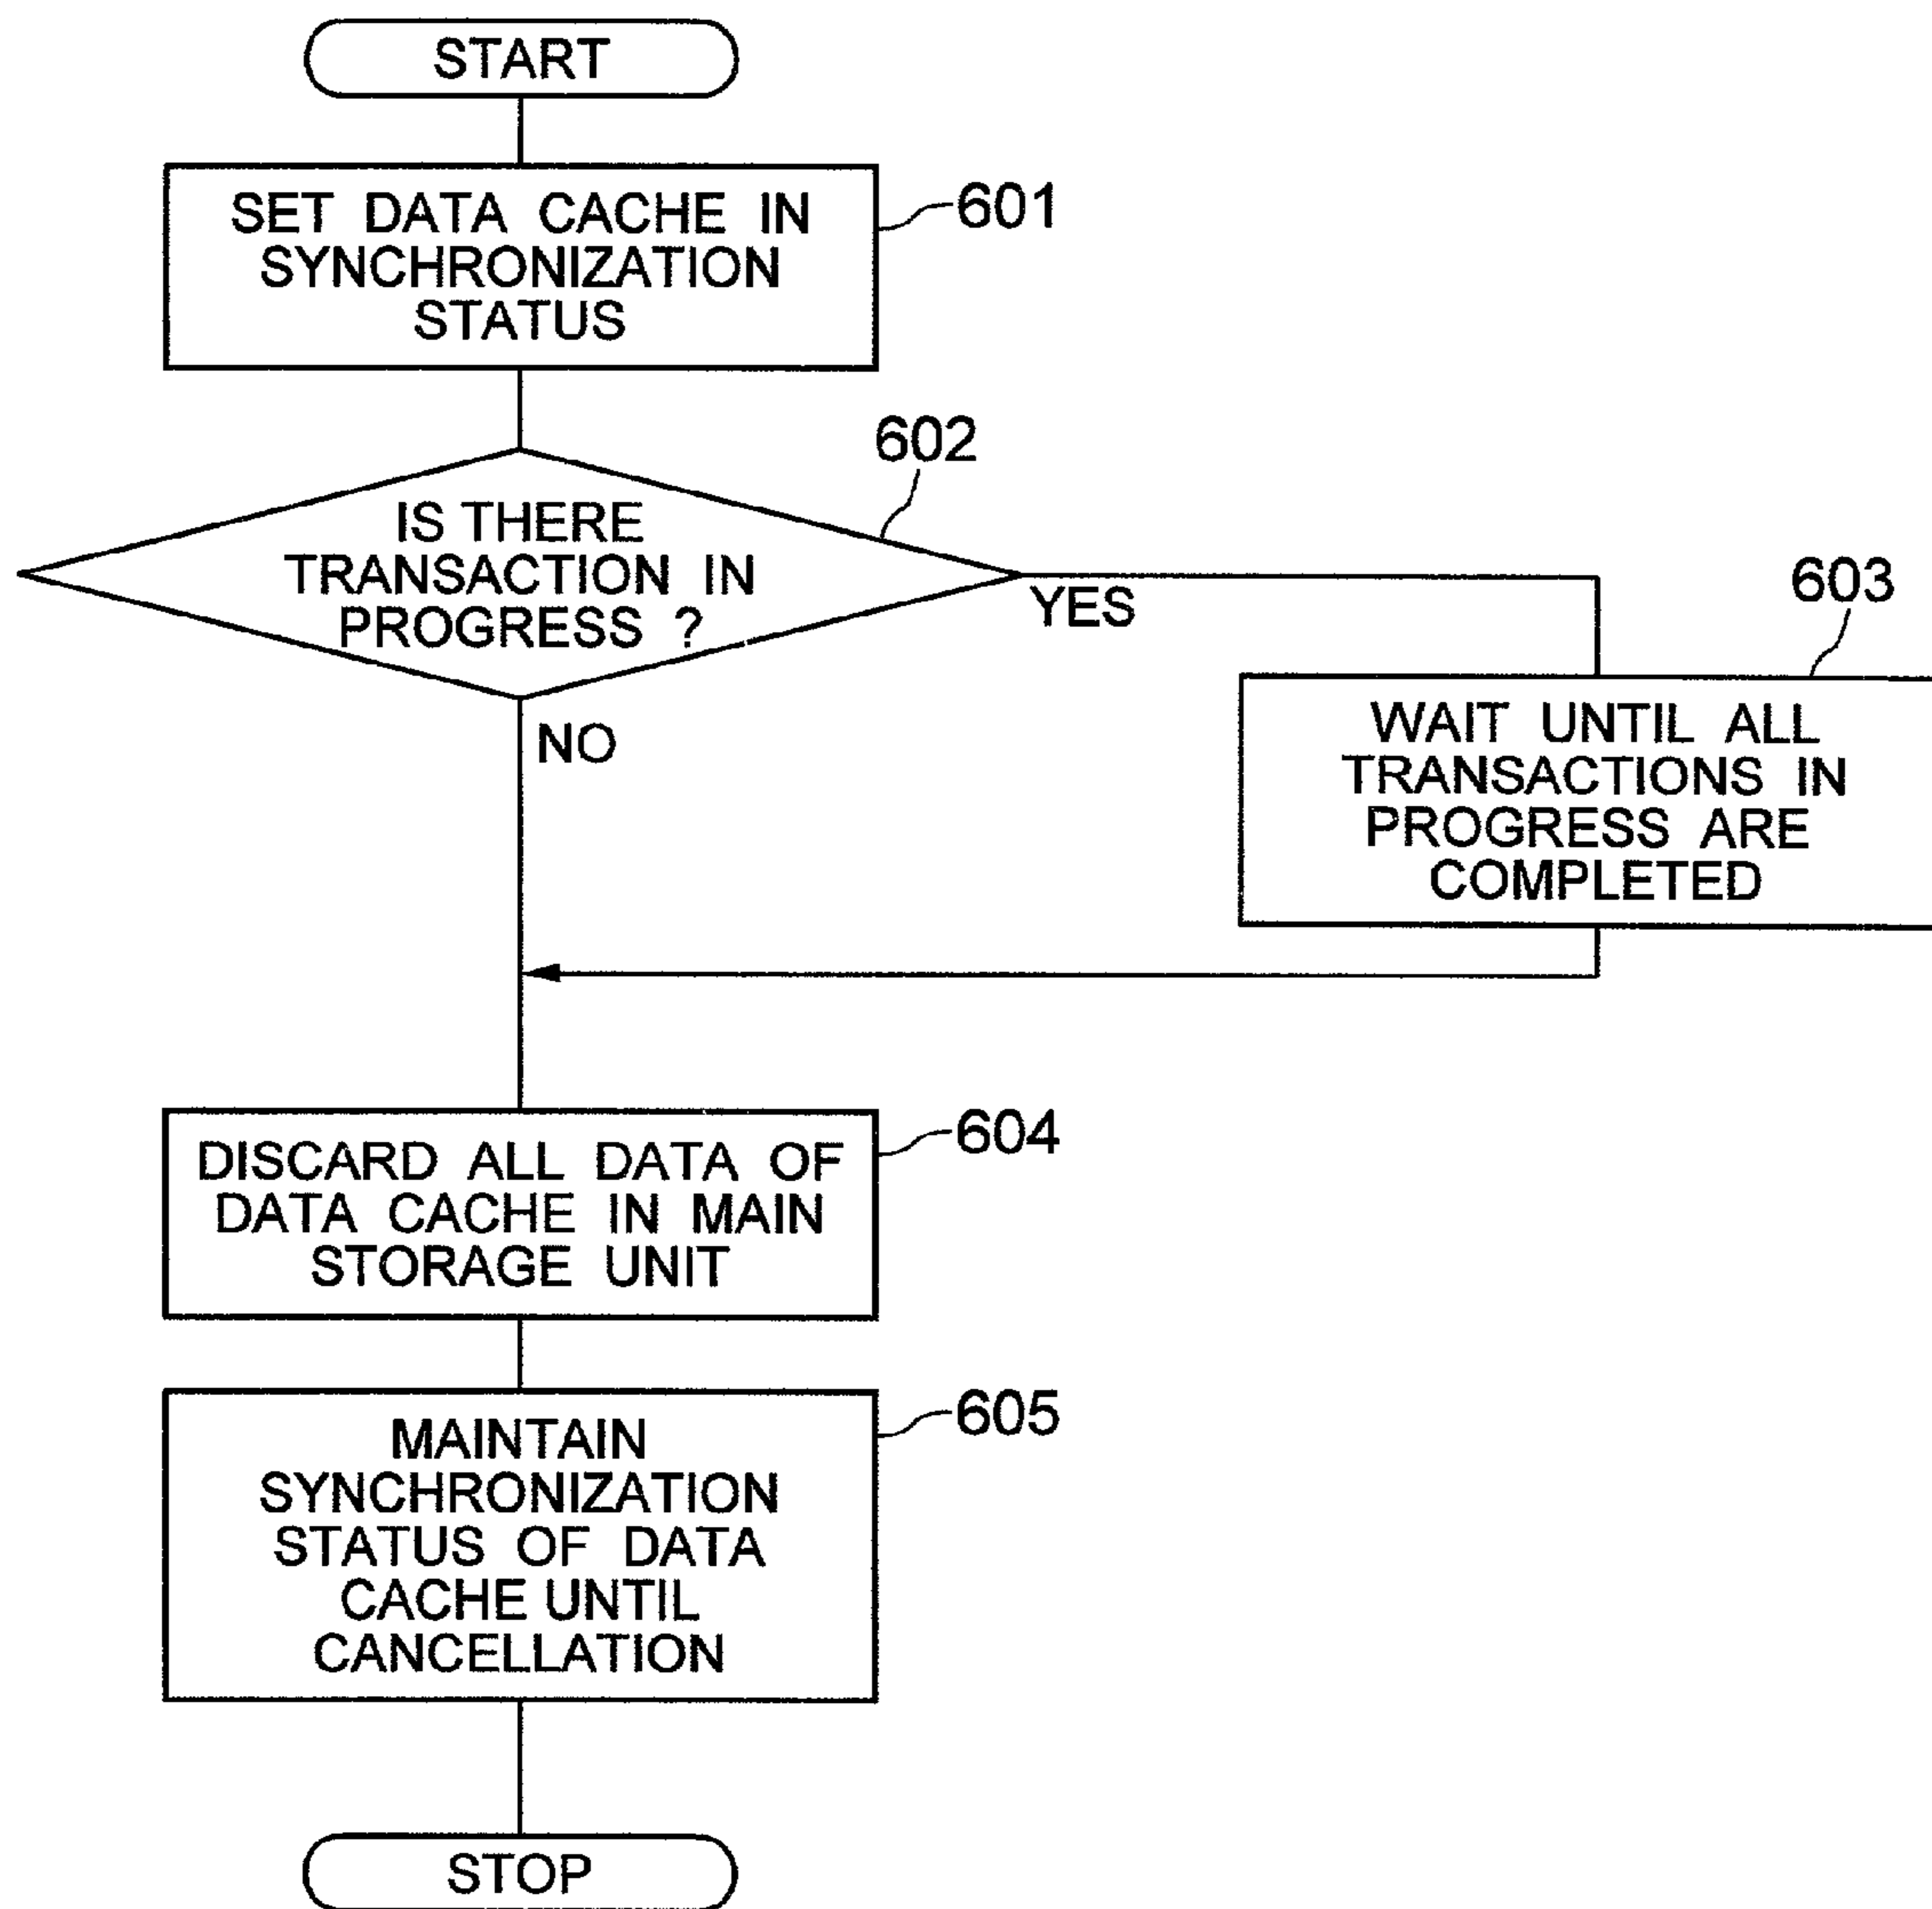 START
SET DATA CACHE IN
SYNCHRONIZATION
STATUS
601
602
IS THERE
TRANSACTION IN
PROGRESS ?
YES
603
WAIT UNTIL ALL
TRANSACTIONS IN
PROGRESS ARE
COMPLETED
NO
DISCARD ALL DATA OF
DATA CACHE IN MAIN
STORAGE UNIT
604
MAINTAIN
SYNCHRONIZATION
STATUS OF DATA
CACHE UNTIL
CANCELLATION
605
STOP